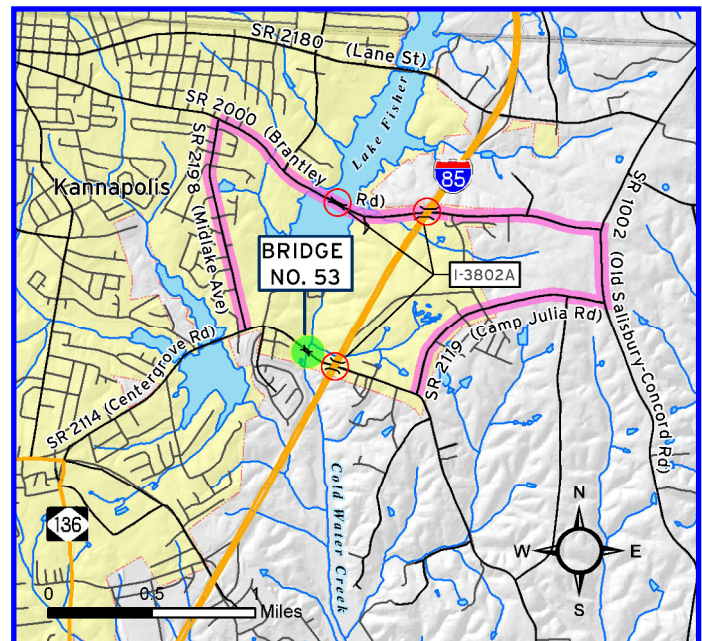 SR 2180 (Lane St)
SR 2000 (Brantley Rd)
Lake Fisher
85
SR 2198 (Midlake Ave)
Kannapolis
SR 1002 (Old Salisbury-Concord Rd)
BRIDGE
NO. 53
I-3802A
SR 2119 (Camp Julia Rd)
SR 2114 (Centergrove Rd)
Cold Water Creek
136
N
W
E
S
0 0.5 1
Miles